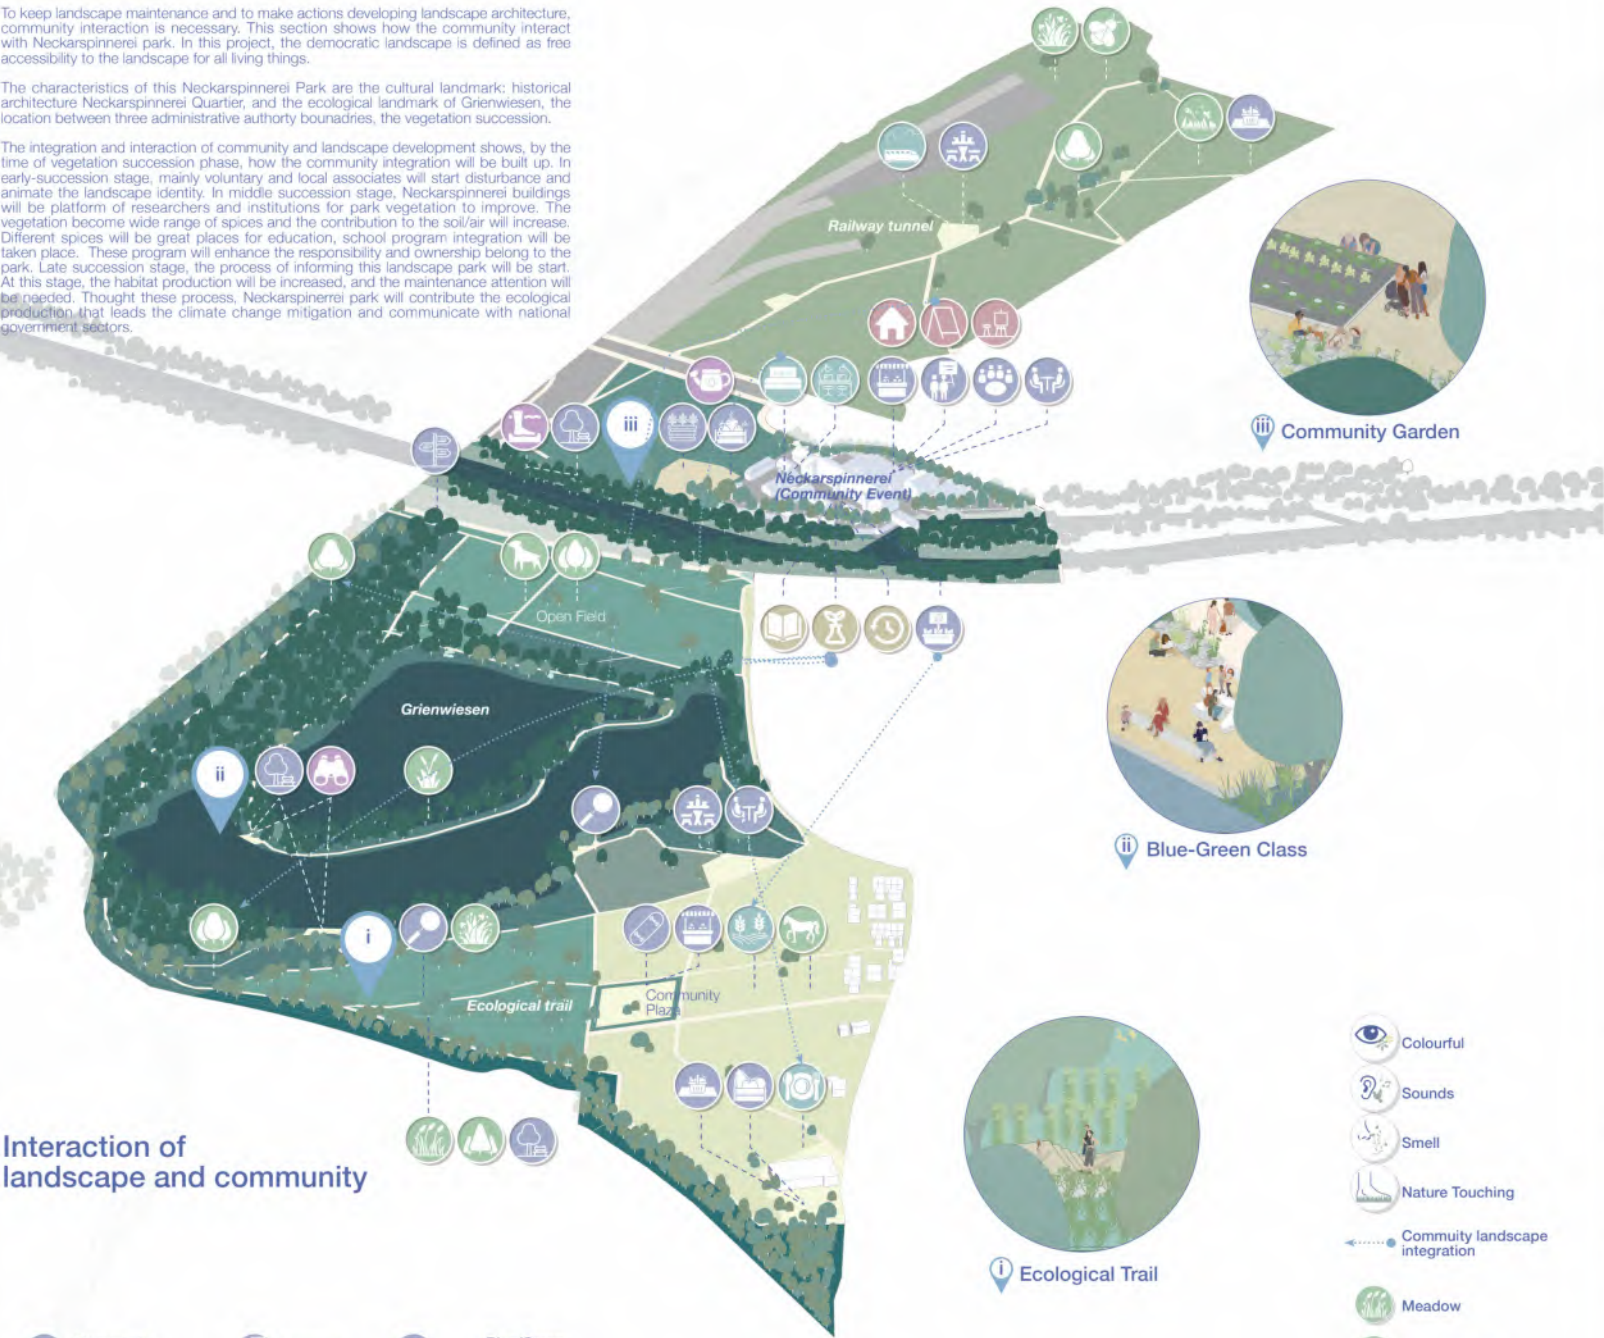 To keep landscape maintenance and to make actions developing landscape architecture,
community interaction is necessary. This section shows how the community interact
with Neckarspinnerei park. In this project, the democratic landscape is defined as free
accessibility to the landscape for all living things.
The characteristics of this Neckarspinnerei Park are the cultural landmark: historical
architecture Neckarspinnerei Quartier, and the ecological landmark of Grienwiesen, the
location between three administrative authorty bounadries, the vegetation succession.
The integration and interaction of community and landscape development shows, by the
time of vegetation succession phase, how the community integration will be built up. In
early-succession stage, mainly voluntary and local associates will start disturbance and
animate the landscape identity. In middle succession stage, Neckarspinnerei buildings
will be platform of researchers and institutions for park vegetation to improve. The
vegetation become wide range of spices and the contribution to the soil/air will increase.
Different spices will be great places for education, school program integration will be
taken place. These program will enhance the responsibility and ownership belong to the
park. Late succession stage, the process of informing this landscape park will be start.
At this stage, the habitat production will be increased, and the maintenance attention will
be needed. Thought these process, Neckarspinerrei park will contribute the ecological
production that leads the climate change mitigation and communicate with national
government sectors.
Railway tunnel
iii
Neckarspinnerei
(Community Event)
Open Field
Grienwiesen
ii
i
Ecological trail
Community
Plaza
Interaction of
landscape and community
iii Community Garden
ii Blue-Green Class
i Ecological Trail
Colourful
Sounds
Smell
Nature Touching
Commuity landscape
integration
Meadow